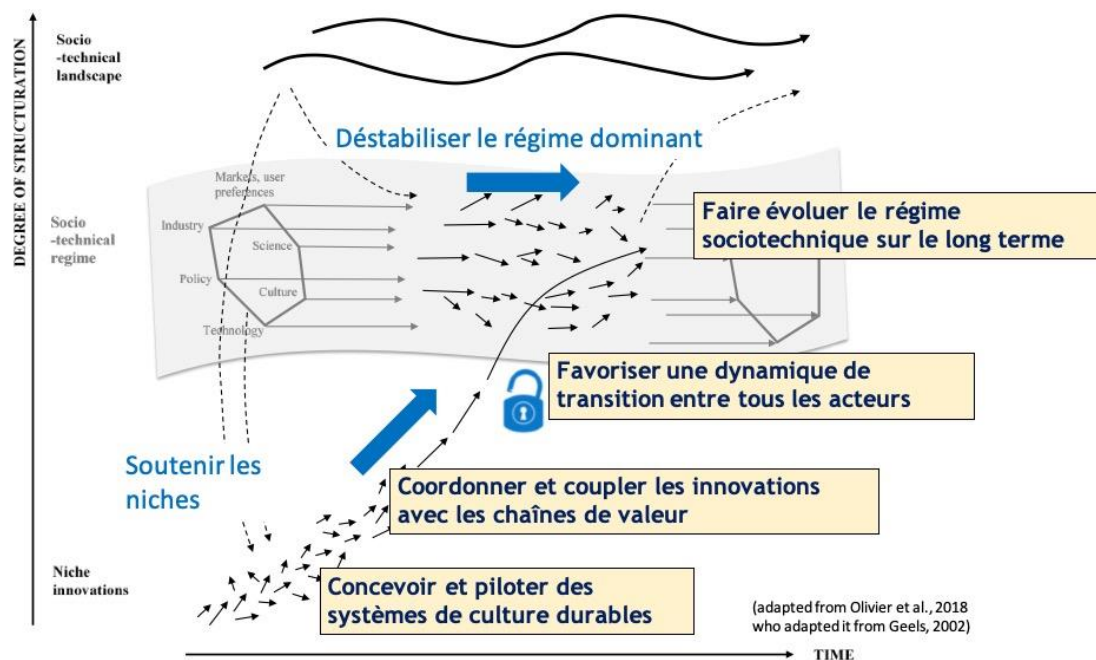 DEGREE OF STRUCTURATION
Socio
-technical
landscape
Déstabiliser le régime dominant
Markets, user
preferences
Industry
Science
Socio
-technical
regime
Policy
Culture
Technology
Faire évoluer le régime
sociotechnique sur le long terme
Favoriser une dynamique de
transition entre tous les acteurs
Soutenir les
niches
Coordonner et coupler les innovations
avec les chaînes de valeur
Niche
innovations
Concevoir et piloter des
systèmes de culture durables
(adapted from Olivier et al., 2018
who adapted it from Geels, 2002)
TIME